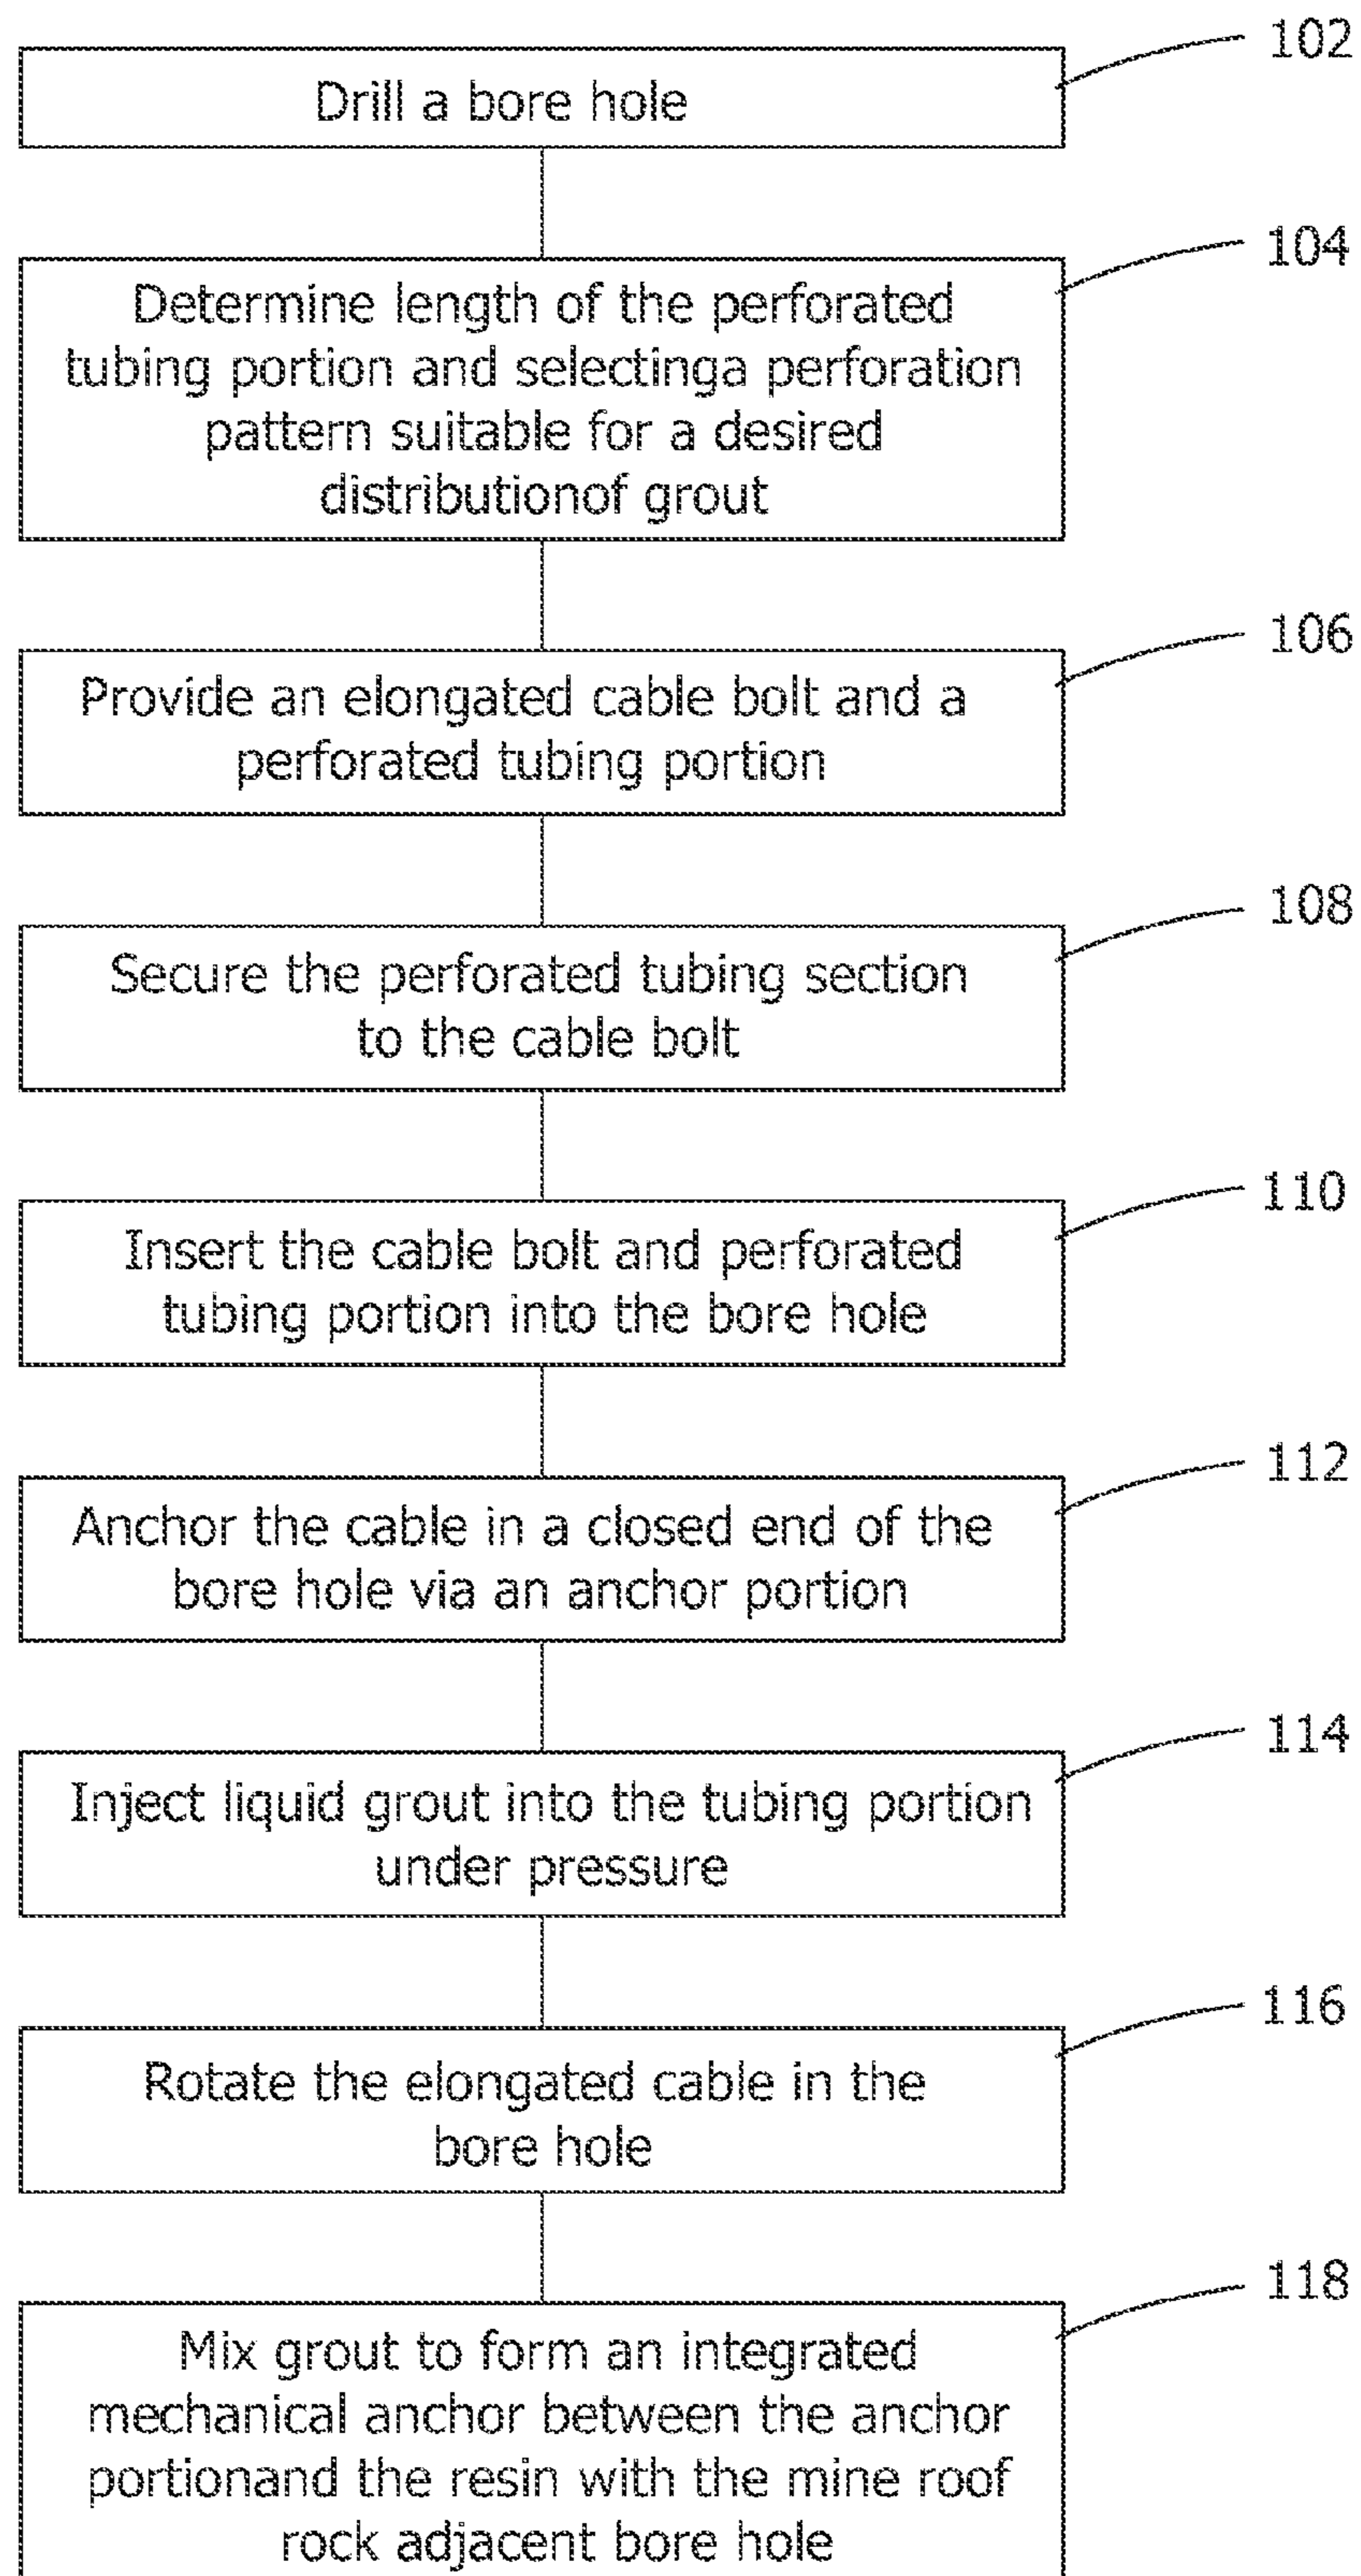 102
Drill a bore hole
104
Determine length of the perforated
tubing portion and selectinga perforation
pattern suitable for a desired
distributionof grout
106
Provide an elongated cable bolt and a
perforated tubing portion
108
Secure the perforated tubing section
to the cable bolt
110
Insert the cable bolt and perforated
tubing portion into the bore hole
112
Anchor the cable in a closed end of the
bore hole via an anchor portion
114
Inject liquid grout into the tubing portion
under pressure
116
Rotate the elongated cable in the
bore hole
118
Mix grout to form an integrated
mechanical anchor between the anchor
portionand the resin with the mine roof
rock adjacent bore hole